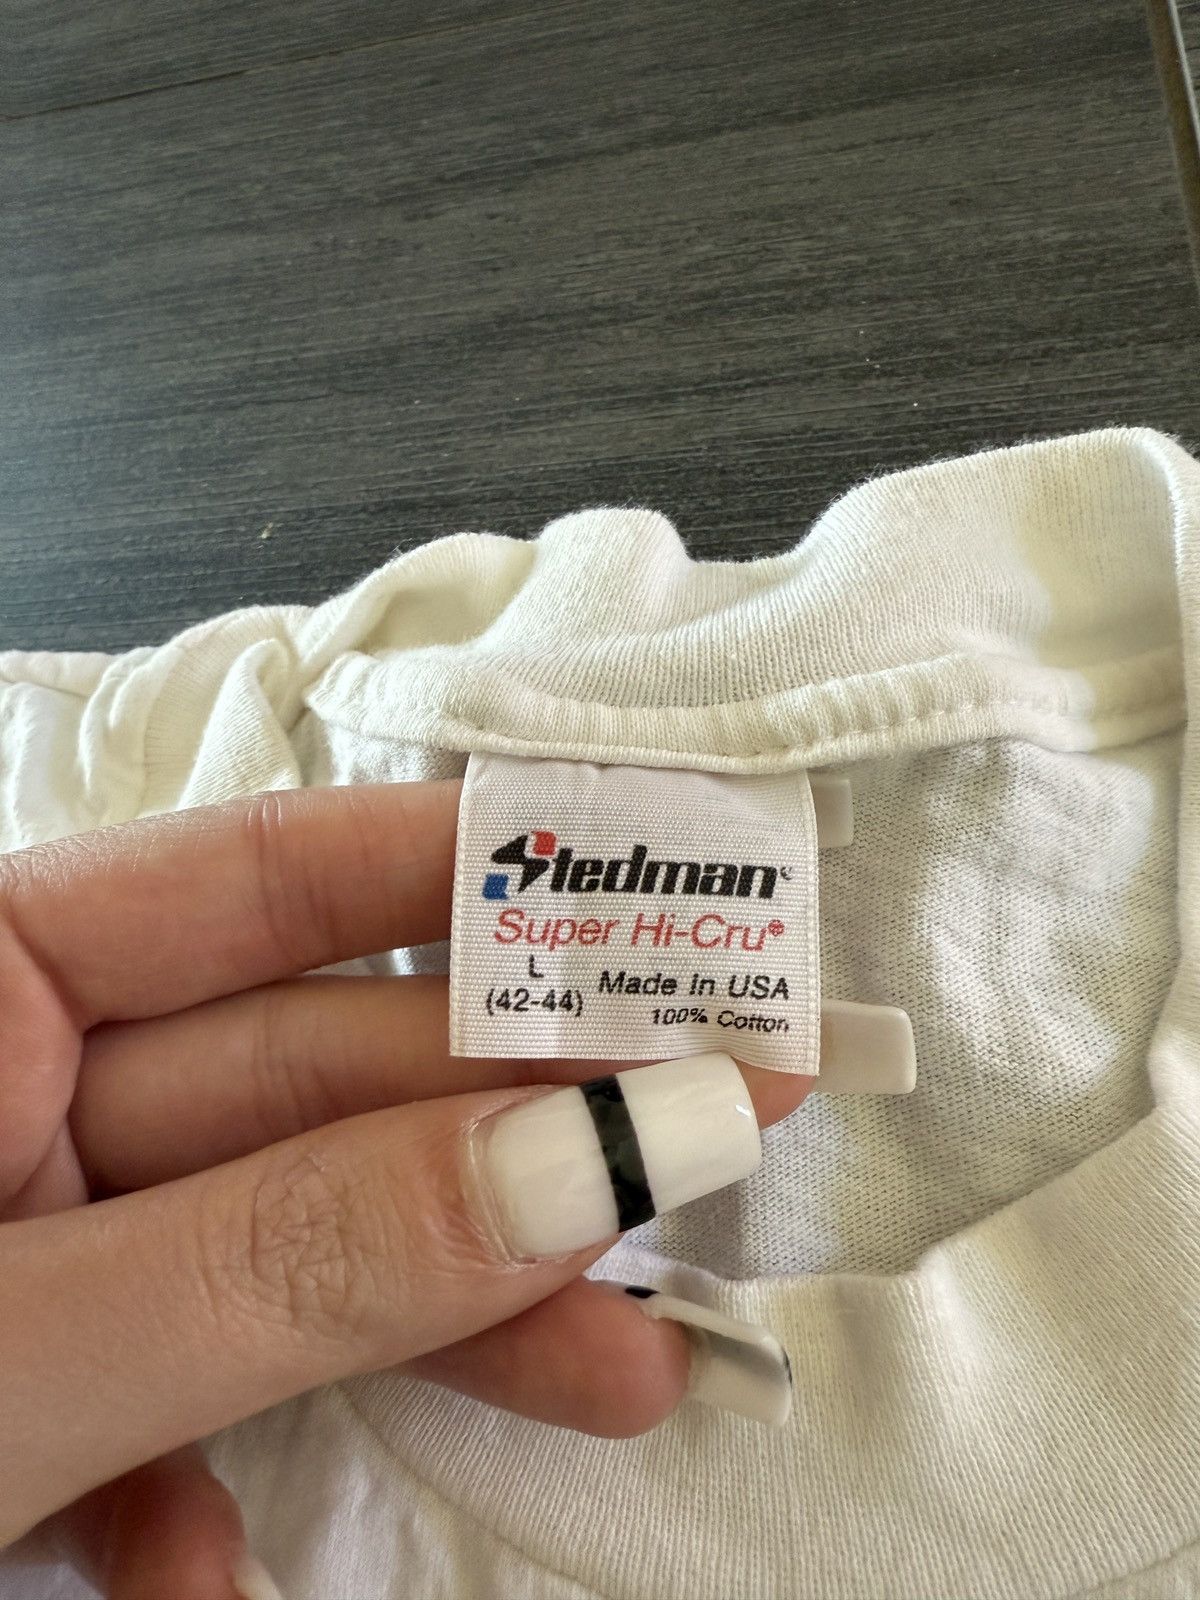 Stedman
Super Hi-Cru®
L
(42-44)
Made In USA
100% Cotton